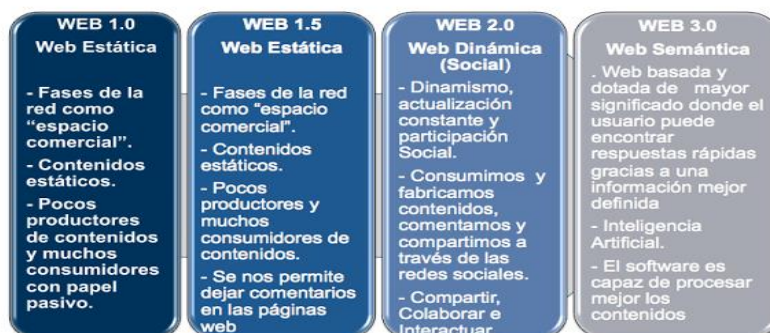 WEB 1.0
Web Estática
- Fases de la
red como
“espacio
comercial”.
- Contenidos
estáticos.
- Pocos
productores
de contenidos
y muchos
consumidores
con papel
pasivo.
WEB 1.5
Web Estática
- Fases de la red
como “espacio
comercial”.
- Contenidos
estáticos.
- Pocos
productores y
muchos
consumidores de
contenidos.
- Se nos permite
dejar comentarios
en las páginas
web
WEB 2.0
Web Dinámica
(Social)
- Dinamismo,
actualización
constante y
participación
Social.
- Consumimos y
fabricamos
contenidos,
comentamos y
compartimos a
través de las
redes sociales.
- Compartir,
Colaborar e
Interactuar
WEB 3.0
Web Semántica
. Web basada y
dotada de mayor
significado donde el
usuario puede
encontrar
respuestas rápidas
gracias a una
información mejor
definida
- Inteligencia
Artificial.
- El software es
capaz de procesar
mejor los
contenidos